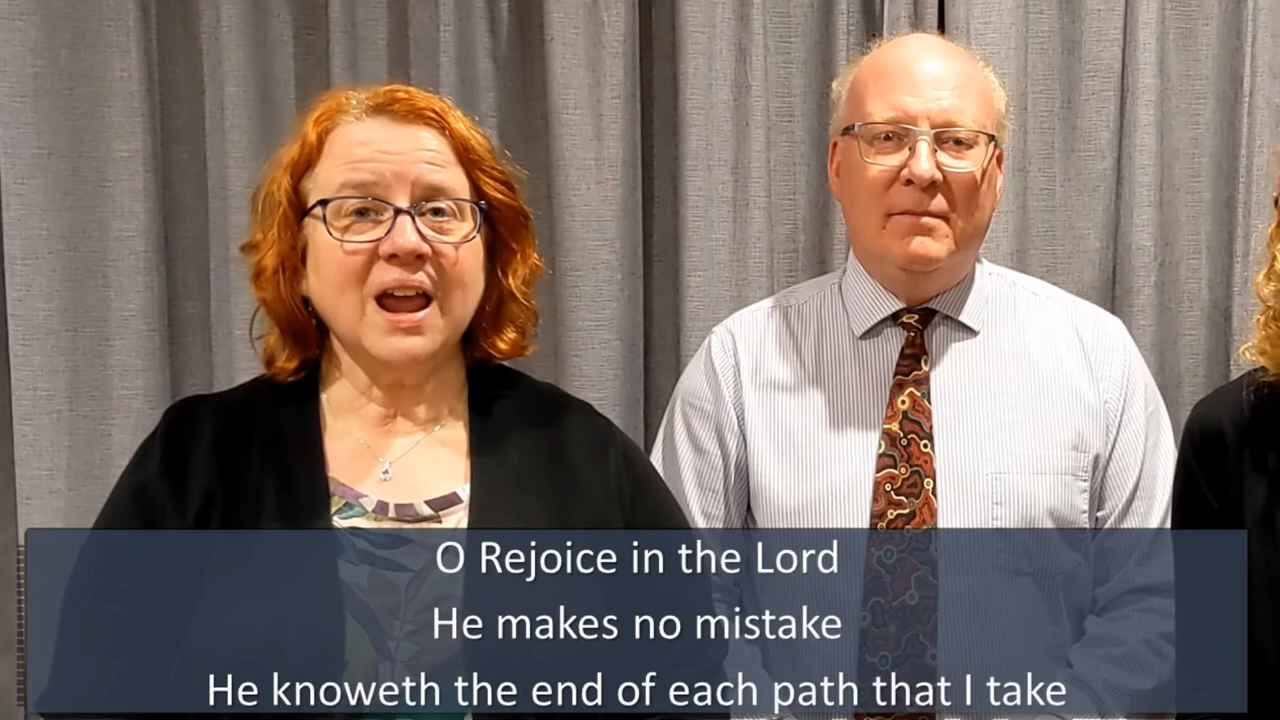 O Rejoice in the Lord
He makes no mistake
He knoweth the end of each path that I take